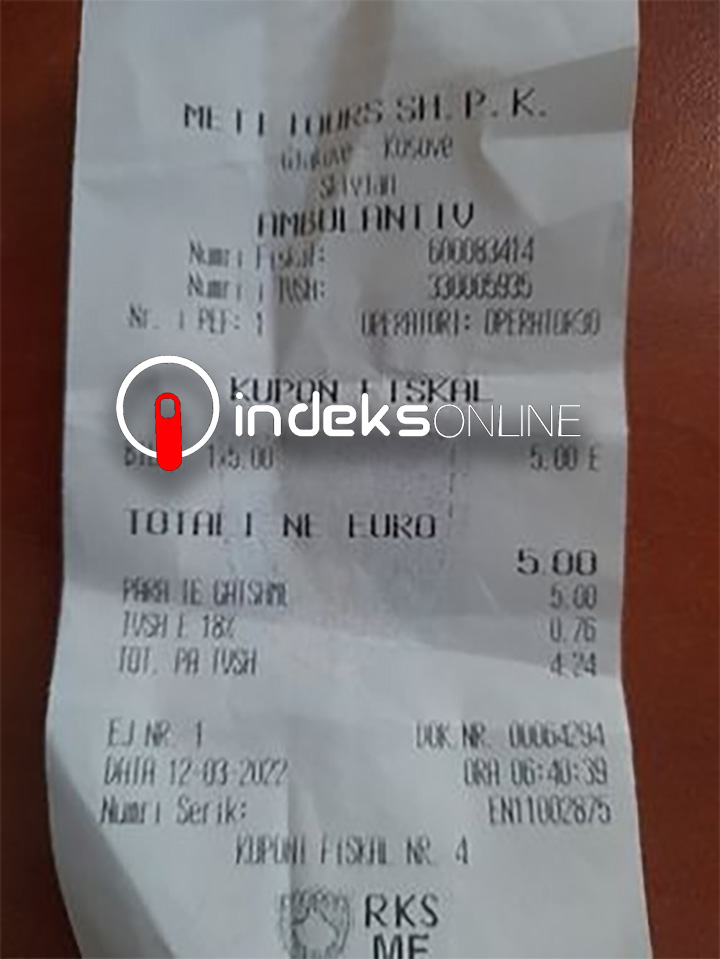 METI TOURS SH.P.K.
Gjakove - Kosove
AMBULANTIV
Numri Fiskal: 600083414
Numri i TVSH: 330005935
Nr. i PEF: 1 OPERATORI: OPERATOR30
KUPON FISKAL
indeksONLINE
1x5.00 5.00 E
TOTALI NE EURO
5.00
PARA TE GATSHME 5.00
TVSH E 18% 0.76
TOT. PA TVSH 4.24
EJ NR. 1 DOK NR. 00064294
DATA 12-03-2022 ORA 06:40:39
Numri Serik: EN11002875
KUPONI FISKAL NR. 4
RKS
MF